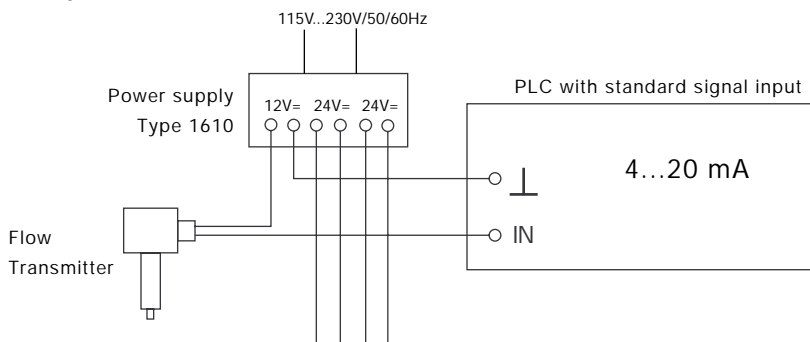 115V...230V/50/60Hz
Power supply
Type 1610
12V= 24V= 24V=
PLC with standard signal input
4...20 mA
IN
Flow
Transmitter